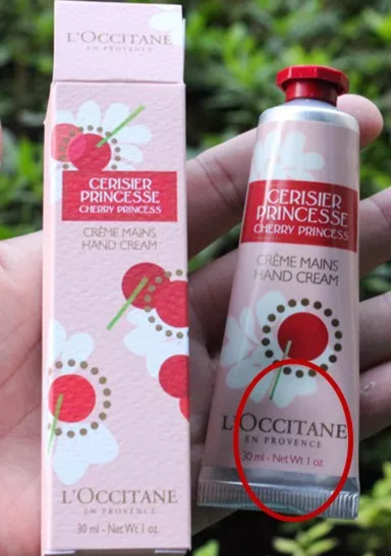 L'OCCITANE
EN PROVENCE
CERISIER
PRINCESSE
CHERRY PRINCESS
CRÈME MAINS
HAND CREAM
L'OCCITANE
EN PROVENCE
30 ml - Net Wt 1 oz.
CERISIER
PRINCESSE
CHERRY PRINCESS
CRÈME MAINS
HAND CREAM
L'OCCITANE
EN PROVENCE
30 ml - Net Wt 1 oz.